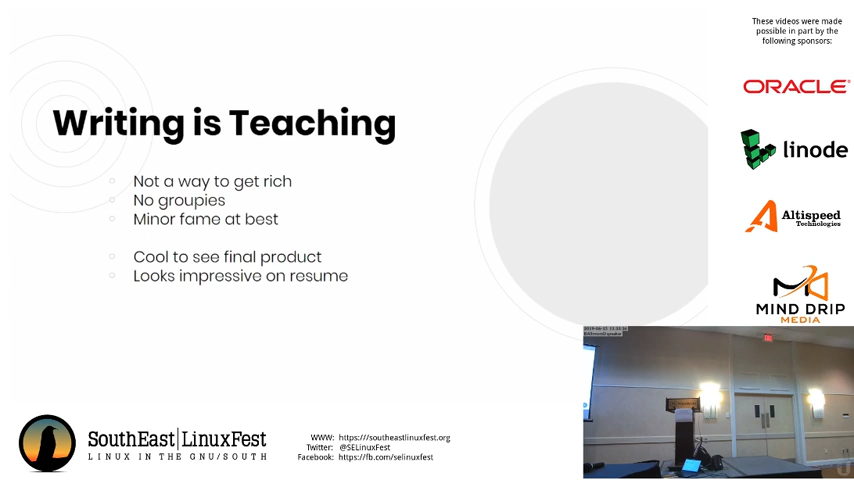 These videos were made
possible in part by the
following sponsors:
ORACLE
linode
Altispeed
Technologies
MIND DRIP
MEDIA
Writing is Teaching
Not a way to get rich
No groupies
Minor fame at best
Cool to see final product
Looks impressive on resume
SouthEast LinuxFest
LINUX IN THE GNU/SOUTH
WWW: https:///southeastlinuxfest.org
Twitter: @SELinuxFest
Facebook: https://fb.com/selinuxfest